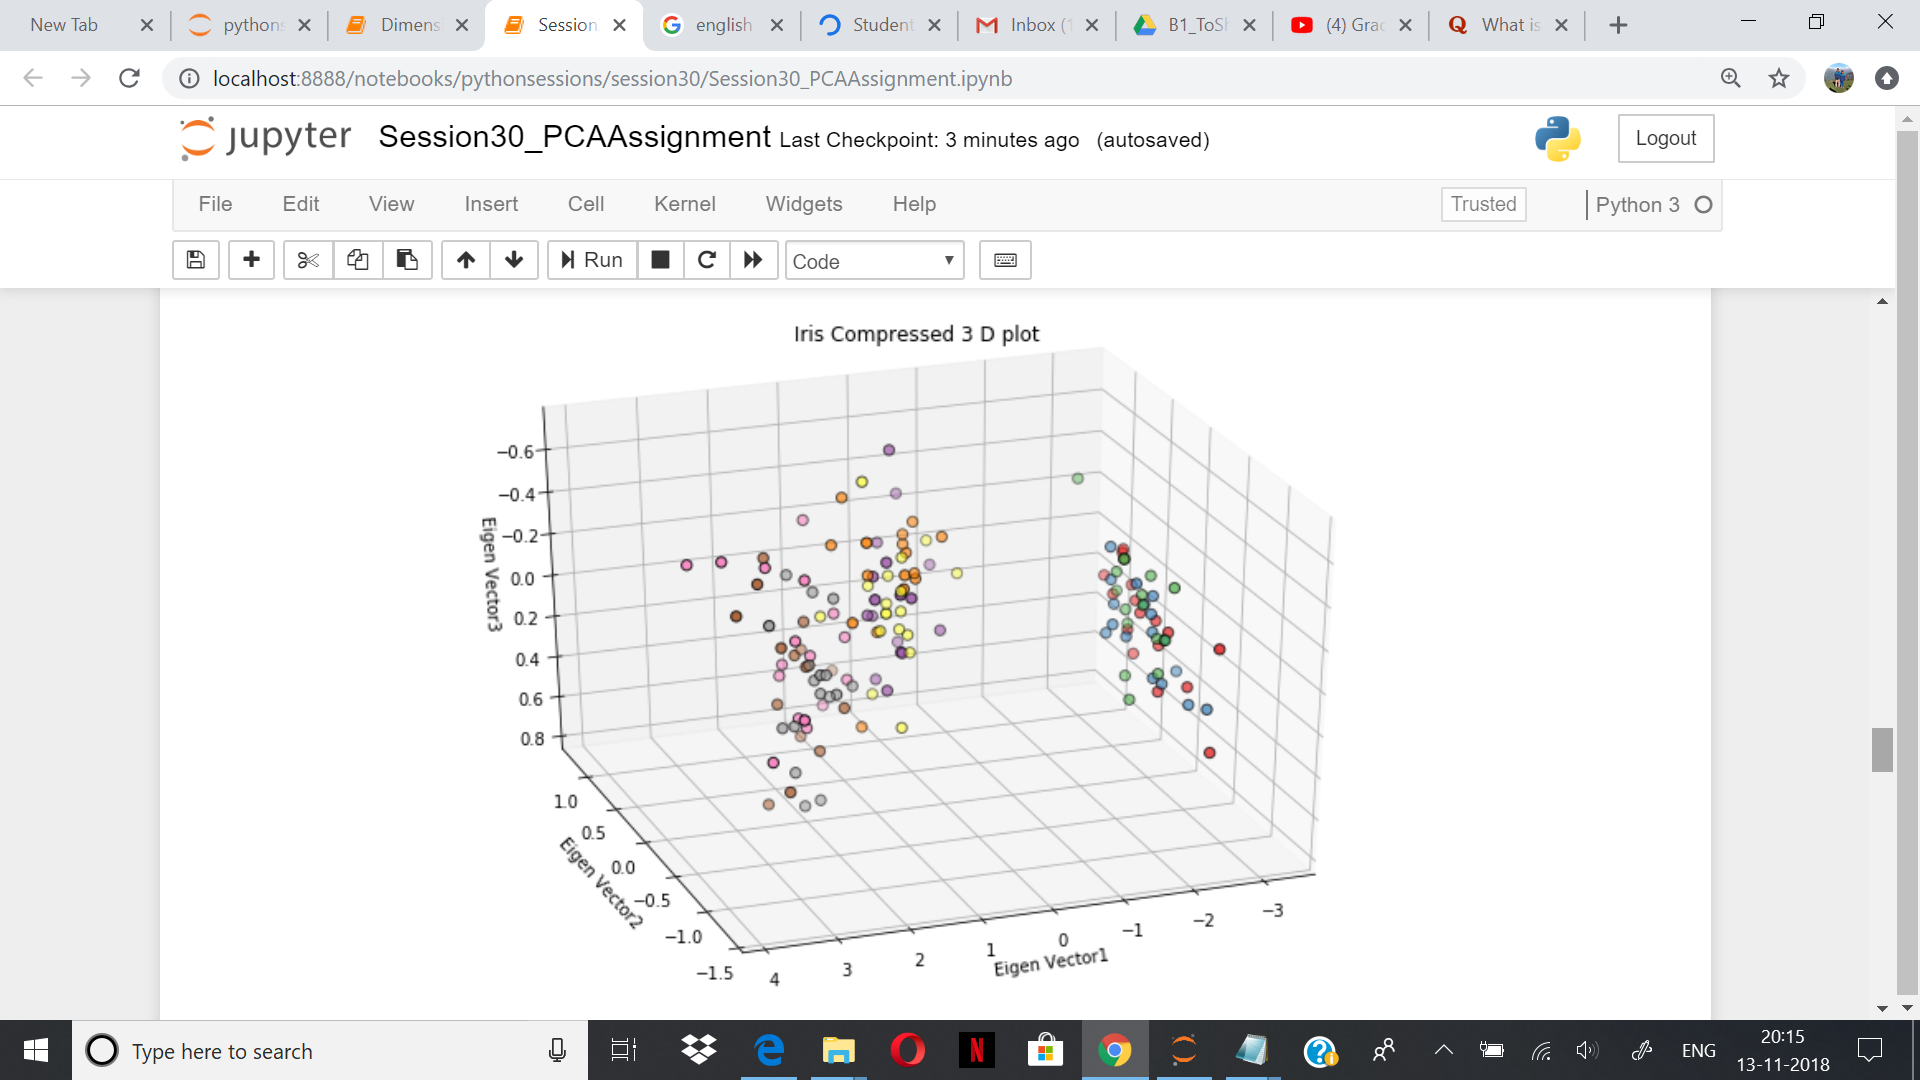 New Tab
pythons
Dimens
Session
english
Student
Inbox (1
B1_ToSh
(4) Grac
What is
localhost:8888/notebooks/pythonsessions/session30/Session30_PCAAssignment.ipynb
jupyter Session30_PCAAssignment Last Checkpoint: 3 minutes ago (autosaved)
Logout
File Edit View Insert Cell Kernel Widgets Help
Trusted
Python 3
Run
Code
Iris Compressed 3 D plot
−0.6
−0.4
−0.2
0.0
0.2
0.4
0.6
0.8
Eigen Vector3
1.0
0.5
0.0
−0.5
−1.0
−1.5
Eigen Vector2
4
3
2
1
0
−1
−2
−3
Eigen Vector1
Type here to search
N
ENG
20:15
13-11-2018